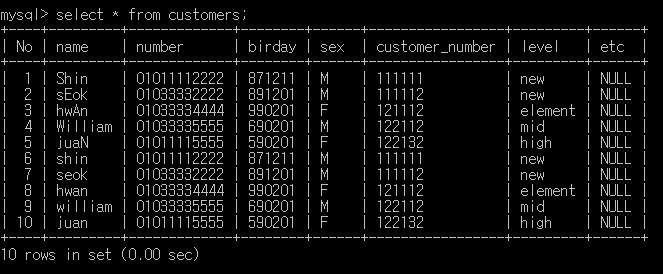 mysql> select * from customers;
+----+---------+-------------+--------+-----+-----------------+---------+------+
| No | name | number | birday | sex | customer_number | level | etc |
+----+---------+-------------+--------+-----+-----------------+---------+------+
| 1 | Shin | 01011112222 | 871211 | M | 111111 | new | NULL |
| 2 | sEok | 01033332222 | 891201 | M | 111112 | new | NULL |
| 3 | hwAn | 01033334444 | 990201 | F | 121112 | element | NULL |
| 4 | William | 01033335555 | 690201 | M | 122112 | mid | NULL |
| 5 | juaN | 01011115555 | 590201 | F | 122132 | high | NULL |
| 6 | shin | 01011112222 | 871211 | M | 111111 | new | NULL |
| 7 | seok | 01033332222 | 891201 | M | 111112 | new | NULL |
| 8 | hwan | 01033334444 | 990201 | F | 121112 | element | NULL |
| 9 | william | 01033335555 | 690201 | M | 122112 | mid | NULL |
| 10 | juan | 01011115555 | 590201 | F | 122132 | high | NULL |
+----+---------+-------------+--------+-----+-----------------+---------+------+
10 rows in set (0.00 sec)